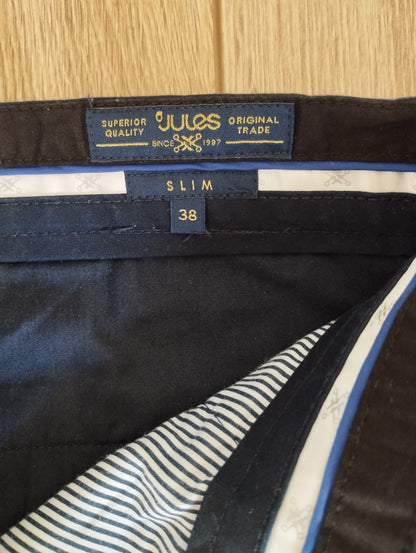 SUPERIOR QUALITY
JULES
ORIGINAL TRADE
SINCE 1987
SLIM
38